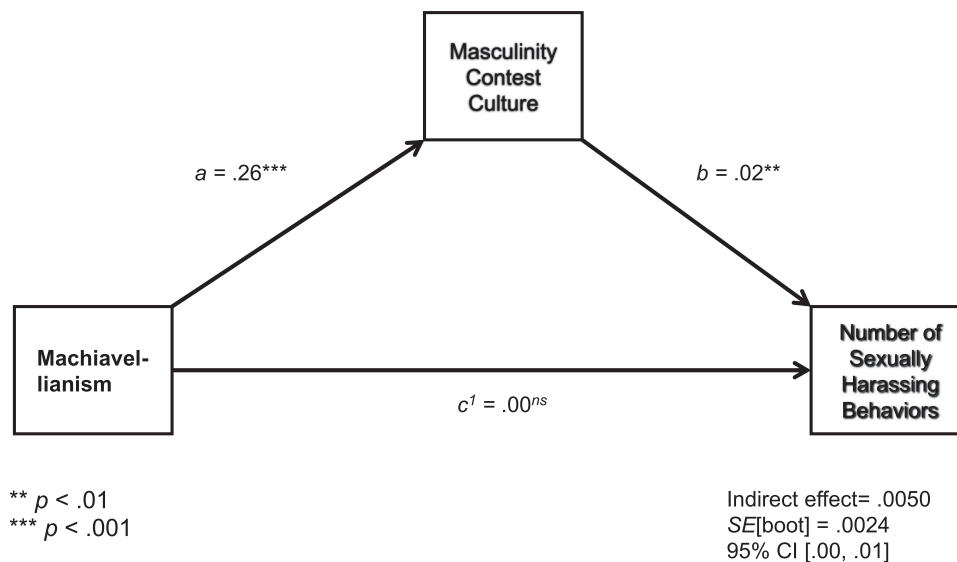 Masculinity
Contest
Culture
a = .26***
b = .02**
Machiavel-
lianism
Number of
Sexually
Harassing
Behaviors
c¹ = .00ⁿˢ
** p < .01
*** p < .001
Indirect effect= .0050
SE[boot] = .0024
95% CI [.00, .01]